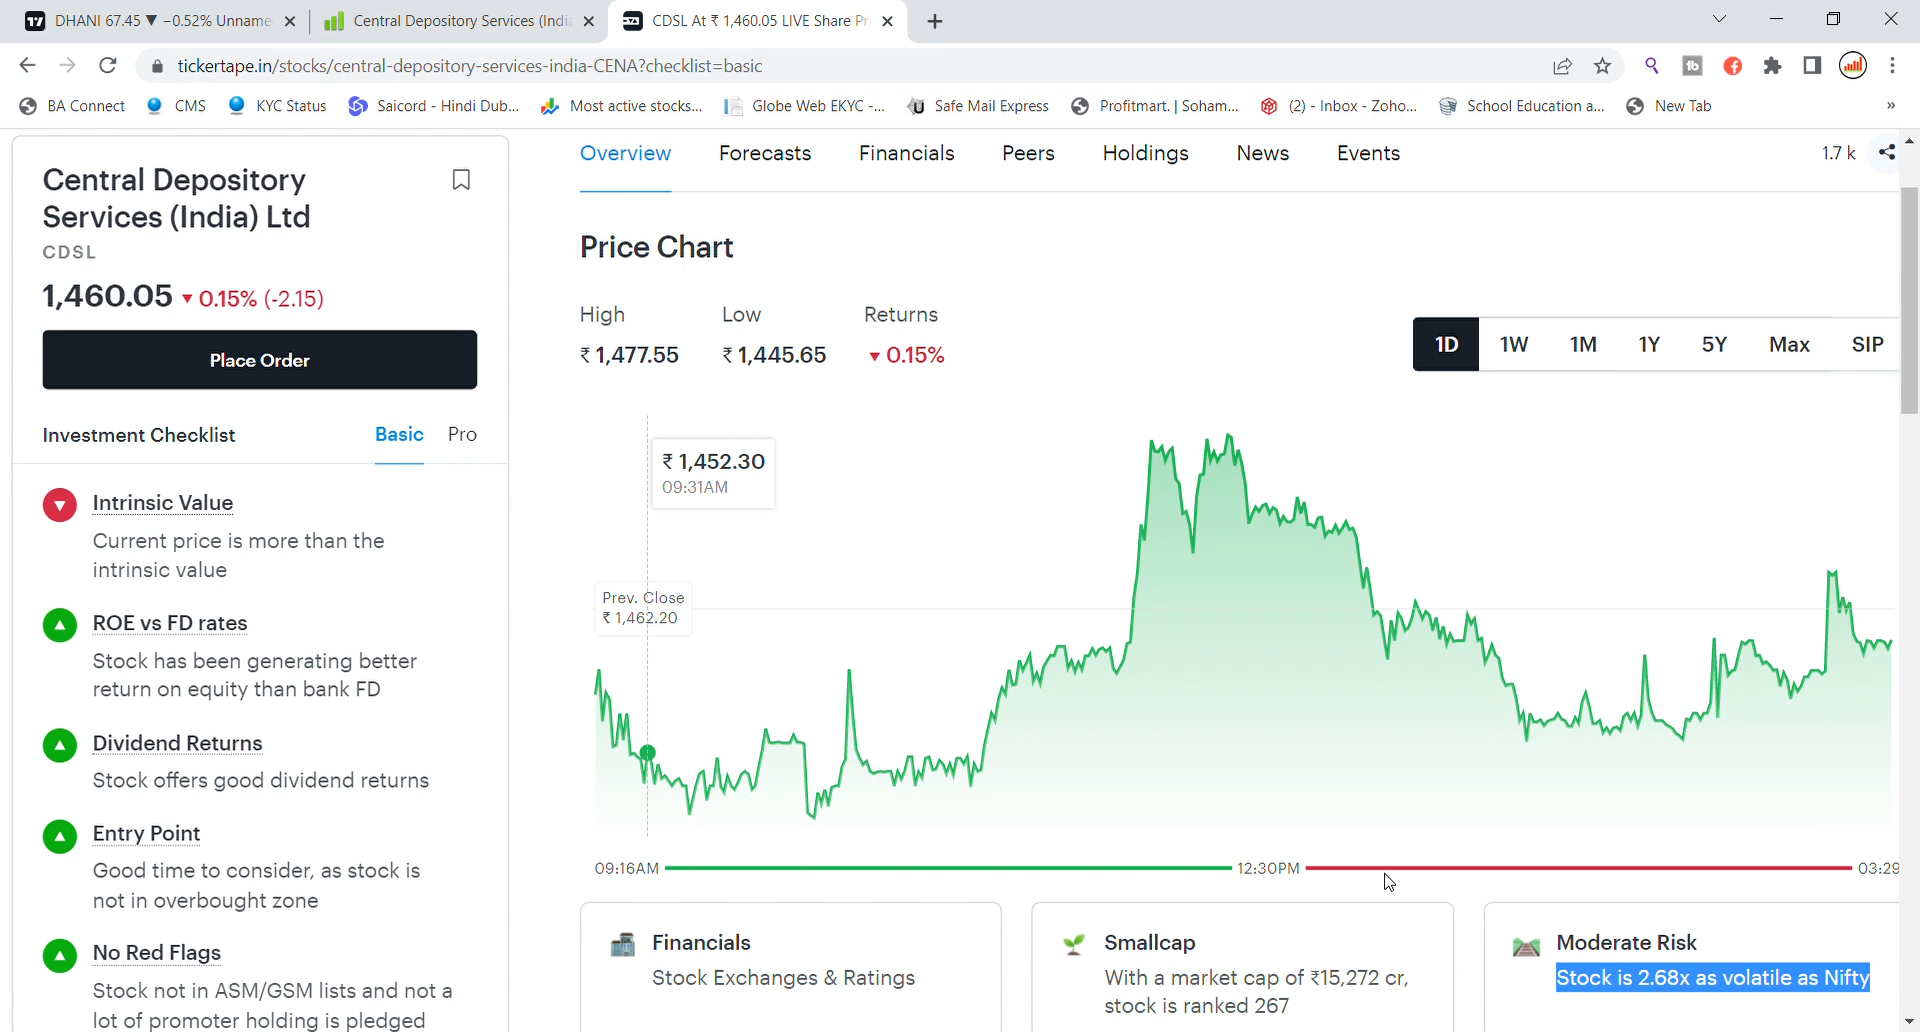 DHANI 67.45 ▼ −0.52% Unname
Central Depository Services (India
CDSL At ₹ 1,460.05 LIVE Share Pri
tickertape.in/stocks/central-depository-services-india-CENA?checklist=basic
BA Connect
CMS
KYC Status
Saicord - Hindi Dub...
Most active stocks...
Globe Web EKYC -...
Safe Mail Express
Profitmart. | Soham...
(2) - Inbox - Zoho...
School Education a...
New Tab
»
Central Depository
Services (India) Ltd
CDSL
1,460.05 ▼ 0.15% (-2.15)
Place Order
Investment Checklist
Basic
Pro
Intrinsic Value
Current price is more than the
intrinsic value
ROE vs FD rates
Stock has been generating better
return on equity than bank FD
Dividend Returns
Stock offers good dividend returns
Entry Point
Good time to consider, as stock is
not in overbought zone
No Red Flags
Stock not in ASM/GSM lists and not a
lot of promoter holding is pledged
Overview
Forecasts
Financials
Peers
Holdings
News
Events
1.7 k
Price Chart
High
₹ 1,477.55
Low
₹ 1,445.65
Returns
▼ 0.15%
1D
1W
1M
1Y
5Y
Max
SIP
₹ 1,452.30
09:31AM
Prev. Close
₹ 1,462.20
09:16AM
12:30PM
03:29
Financials
Stock Exchanges & Ratings
Smallcap
With a market cap of ₹15,272 cr,
stock is ranked 267
Moderate Risk
Stock is 2.68x as volatile as Nifty